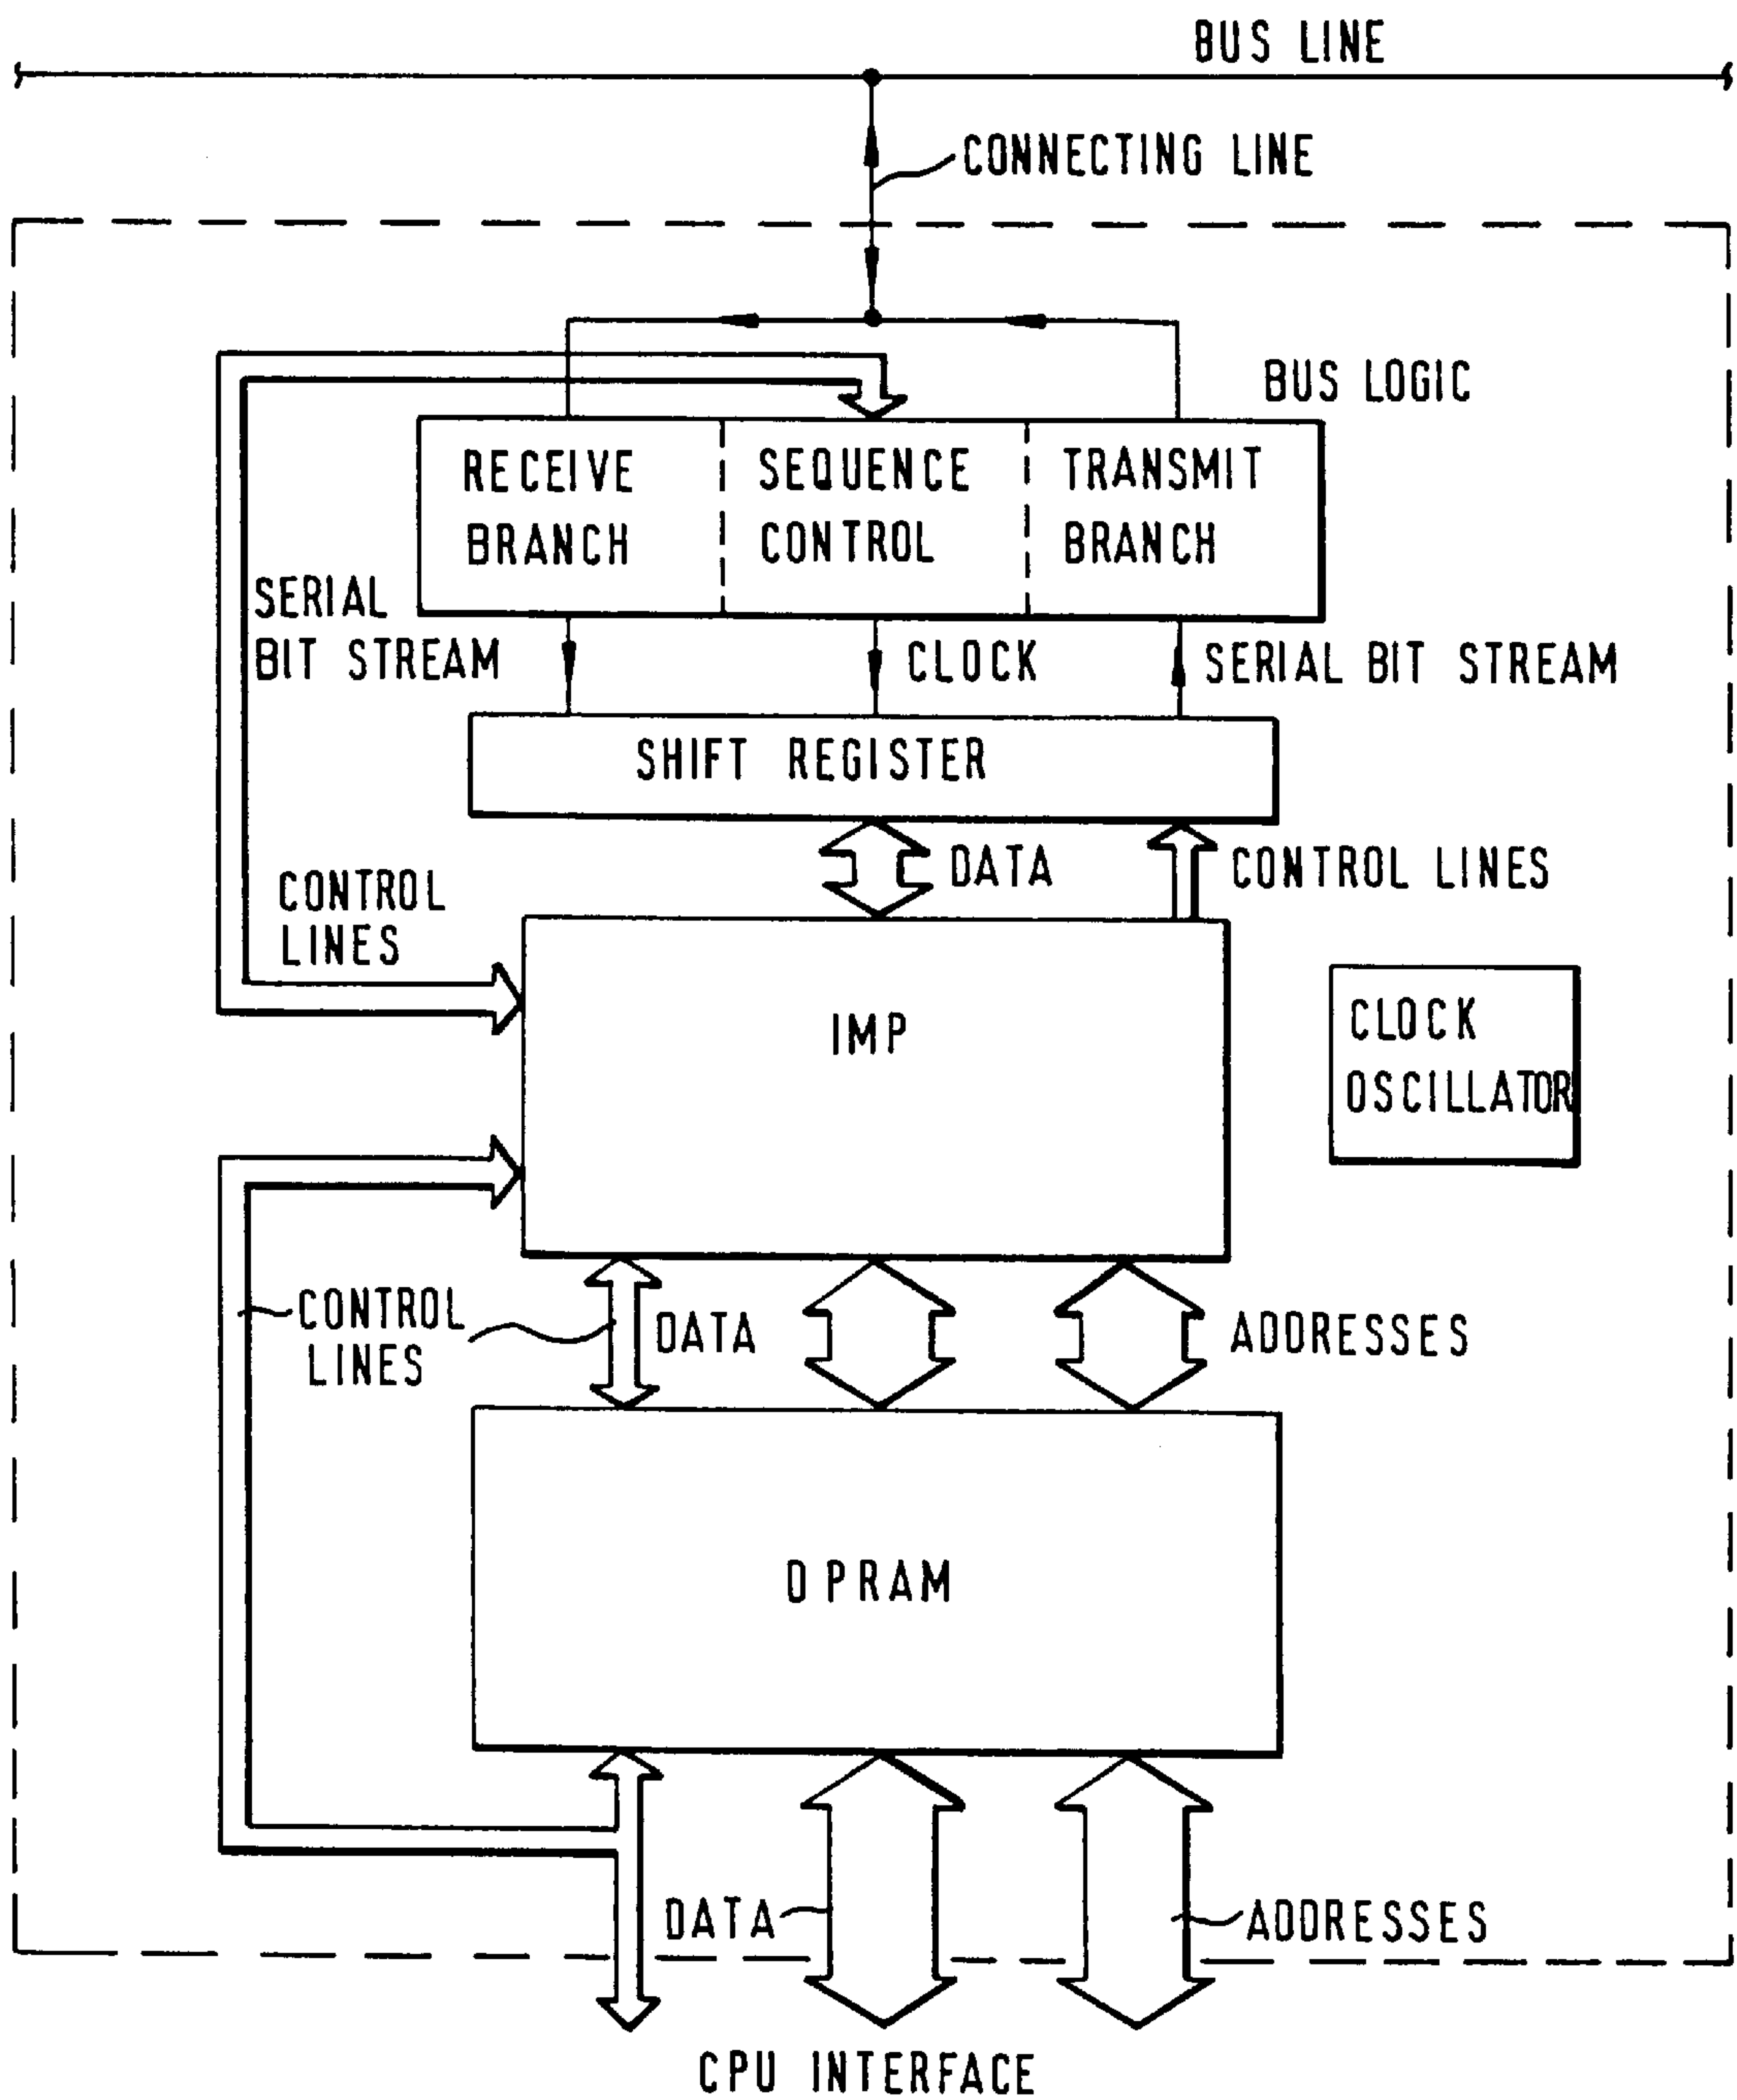 BUS LINE
CONNECTING LINE
BUS LOGIC
RECEIVE
BRANCH
SEQUENCE
CONTROL
TRANSMIT
BRANCH
SERIAL
BIT STREAM
CLOCK
SERIAL BIT STREAM
SHIFT REGISTER
DATA
CONTROL LINES
CONTROL
LINES
IMP
CLOCK
OSCILLATOR
CONTROL
LINES
DATA
ADDRESSES
DPRAM
DATA
ADDRESSES
CPU INTERFACE